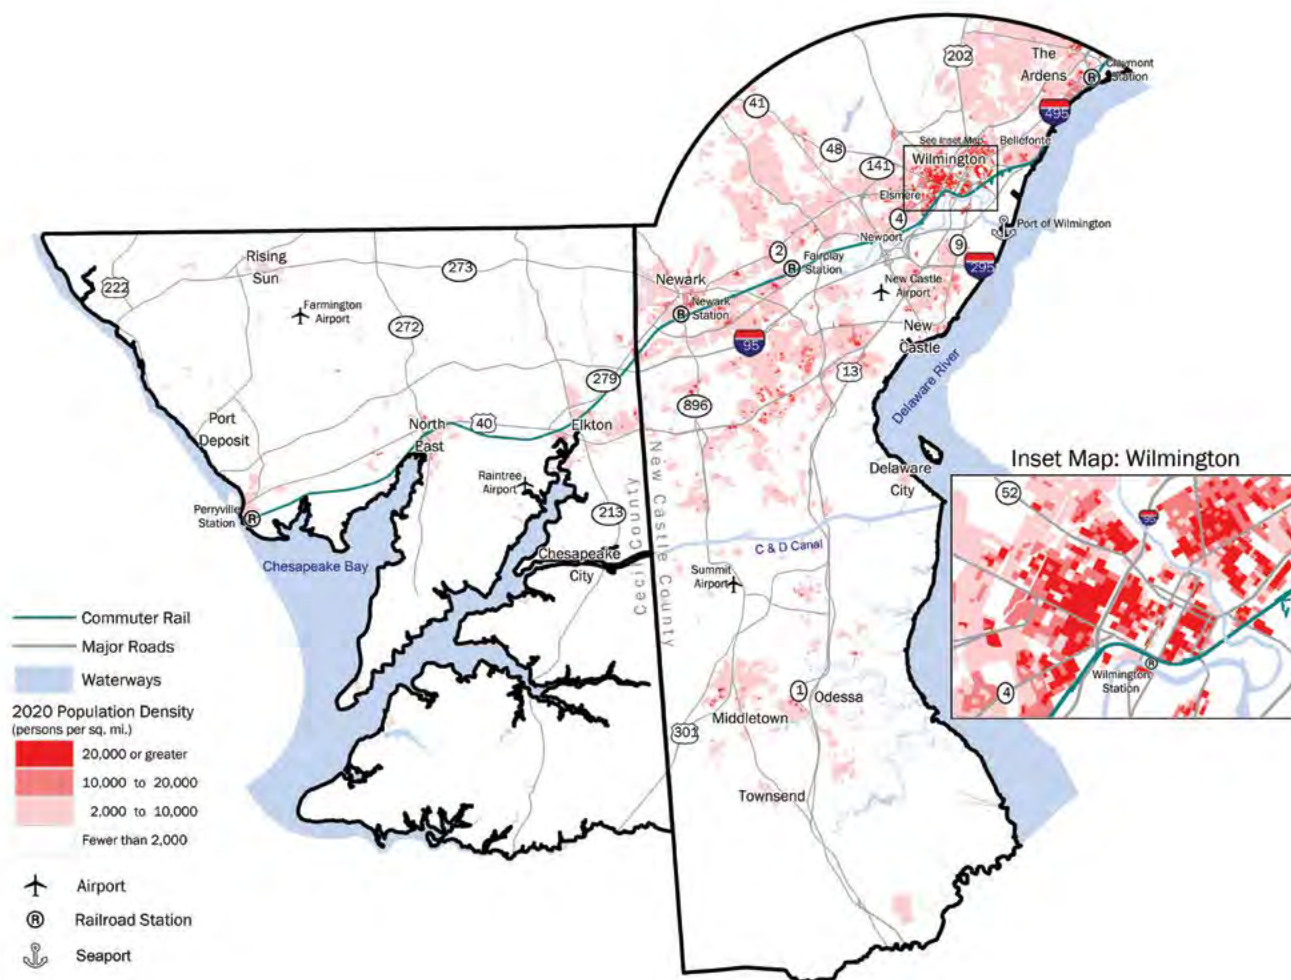 202
The
Ardens
Claymont
Station
495
41
See Inset Map
Bellefonte
48
Wilmington
141
Elsmere
4
Port of Wilmington
Newport
9
2
Fairplay
Station
295
Rising
Sun
273
222
Newark
New Castle
Airport
Farmington
Airport
Newark
Station
272
New
Castle
95
Delaware River
13
279
896
Port
Deposit
North
East
40
Elkton
New Castle County
Cecil County
Delaware
City
Inset Map: Wilmington
52
95
Wilmington
Station
4
Raintree
Airport
Perryville
Station
213
C & D Canal
Chesapeake
City
Chesapeake Bay
Summit
Airport
Commuter Rail
Major Roads
Waterways
2020 Population Density
(persons per sq. mi.)
20,000 or greater
10,000 to 20,000
2,000 to 10,000
Fewer than 2,000
Airport
Railroad Station
Seaport
1
Odessa
Middletown
301
Townsend